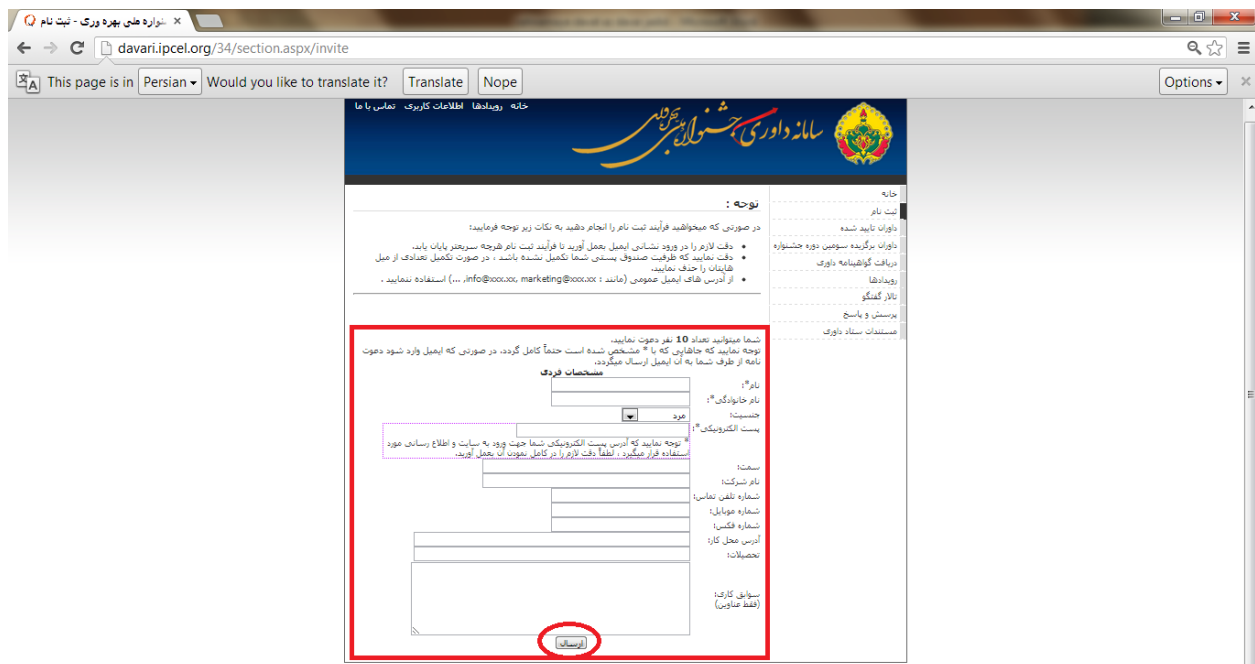 نواره ملی بهره وری - ثبت نام
davari.ipcel.org/34/section.aspx/invite
This page is in Persian Would you like to translate it? Translate Nope Options
خانه رویدادها اطلاعات کاربری تماس با ما
سامانه داوری جشنواره ملی بهره وری
خانه
ثبت نام
داوران تایید شده
داوران برگزیده سومین دوره جشنواره
دریافت گواهینامه داوری
رویدادها
تالار گفتگو
پرسش و پاسخ
مستندات ستاد داوری
توجه :
در صورتی که میخواهید فرآیند ثبت نام را انجام دهید به نکات زیر توجه فرمایید:
دقت لازم را در ورود نشانی ایمیل بعمل آورید تا فرآیند ثبت نام هرچه سریعتر پایان یابد.
دقت نمایید که ظرفیت صندوق پستی شما تکمیل نشده باشد ، در صورت تکمیل تعدادی از میل
هایتان را حذف نمایید.
از آدرس های ایمیل عمومی (مانند : info@xxx.xx, marketing@xxx.xx, ...) استفاده ننمایید .
شما میتوانید تعداد 10 نفر دعوت نمایید.
توجه نمایید که جاهایی که با * مشخص شده است حتماً کامل گردد. در صورتی که ایمیل وارد شود دعوت
نامه از طرف شما به آن ایمیل ارسال میگردد.
مشخصات فردی
نام*:
نام خانوادگی*:
جنسیت: مرد
پست الکترونیکی*:
* توجه نمایید که آدرس پست الکترونیکی شما جهت ورود به سایت و اطلاع رسانی مورد
استفاده قرار میگیرد ، لطفاً دقت لازم را در کامل نمودن آن بعمل آورید.
سمت:
نام شرکت:
شماره تلفن تماس:
شماره موبایل:
شماره فکس:
آدرس محل کار:
تحصیلات:
سوابق کاری:
(فقط عناوین)
ارسال